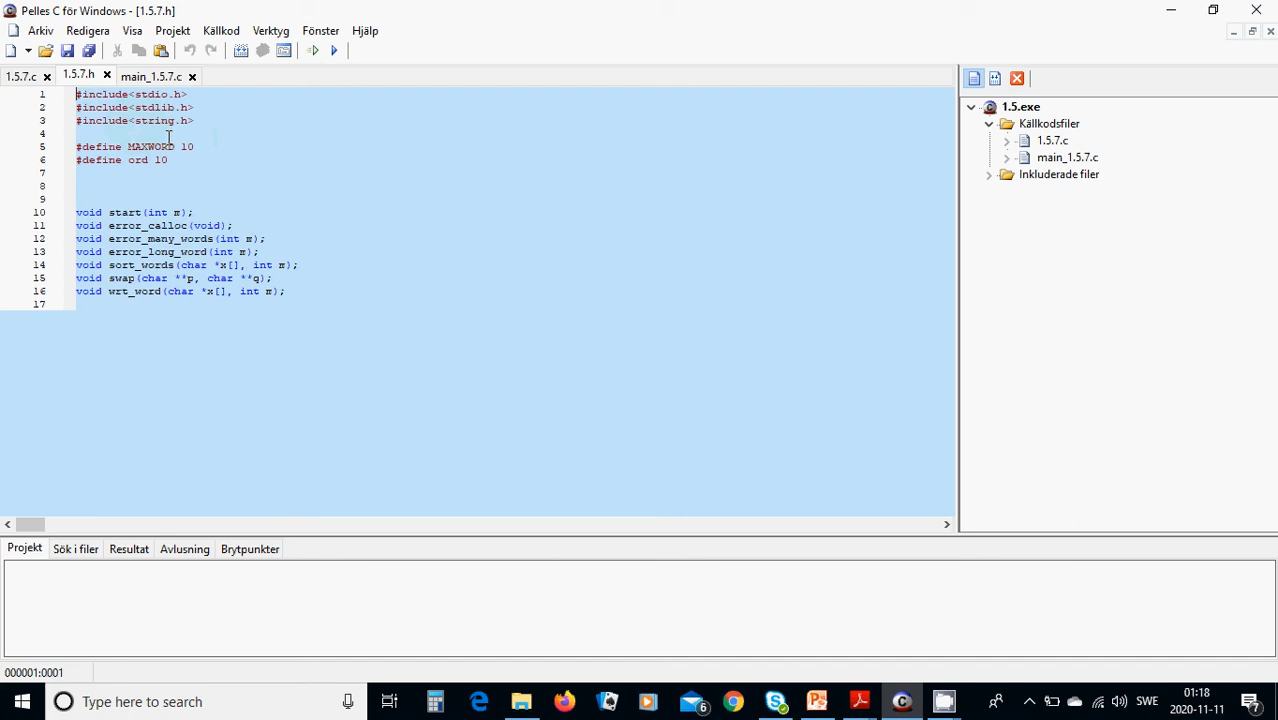 Pelles C för Windows - [1.5.7.h]
Arkiv Redigera Visa Projekt Källkod Verktyg Fönster Hjälp
1.5.7.c 1.5.7.h main_1.5.7.c
1 #include<stdio.h>
2 #include<stdlib.h>
3 #include<string.h>
4
5 #define MAXWORD 10
6 #define ord 10
7
8
9
10 void start(int m);
11 void error_calloc(void);
12 void error_many_words(int m);
13 void error_long_word(int m);
14 void sort_words(char *x[], int m);
15 void swap(char **p, char **q);
16 void wrt_word(char *x[], int m);
17
1.5.exe
Källkodsfiler
1.5.7.c
main_1.5.7.c
Inkluderade filer
Projekt Sök i filer Resultat Avlusning Brytpunkter
000001:0001
Type here to search
6
SWE
01:18
2020-11-11
7